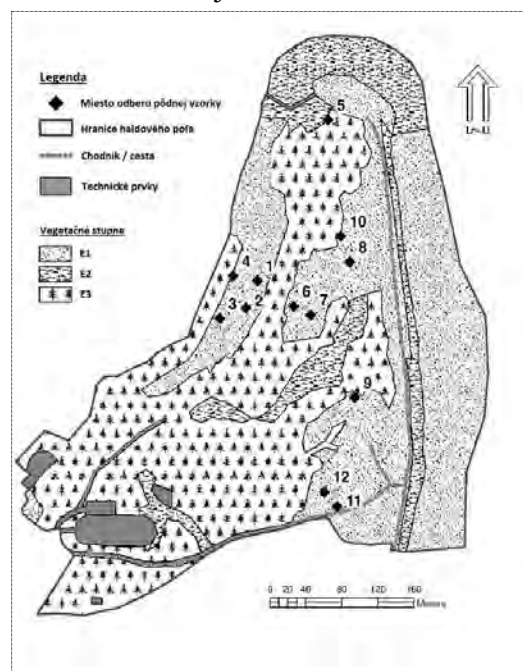 Legenda
Miesto odberu pôdnej vzorky
Hranice haldového poľa
Chodník / cesta
Technické prvky
Vegetačné stupne
E1
E2
E3
5
10
8
4
1
2
3
6
7
9
12
11
0 20 40 80 120 160